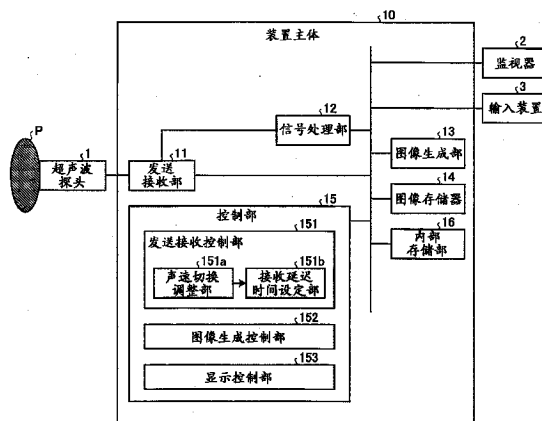 10
装置主体
2
监视器
3
输入装置
P
1
超声波
探头
11
发送
接收部
12
信号处理部
13
图像生成部
14
图像存储器
16
内部
存储部
15
控制部
151
发送接收控制部
151a
声速切换
调整部
151b
接收延迟
时间设定部
152
图像生成控制部
153
显示控制部